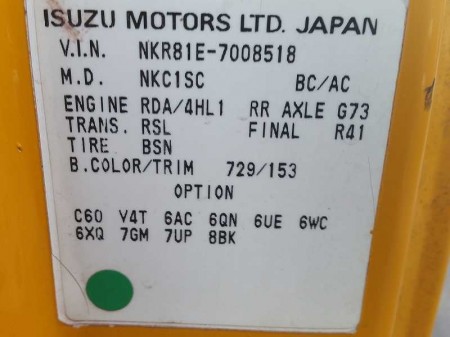 ISUZU MOTORS LTD. JAPAN
V.I.N. NKR81E-7008518
M.D. NKC1SC BC/AC
ENGINE RDA/4HL1 RR AXLE G73
TRANS. RSL FINAL R41
TIRE BSN
B.COLOR/TRIM 729/153
OPTION
C60 V4T 6AC 6QN 6UE 6WC
6XQ 7GM 7UP 8BK